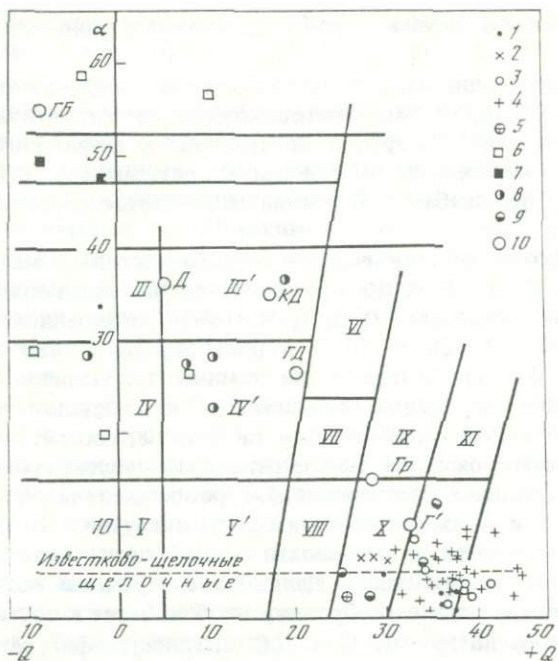 α
60
ГБ
50
40
III
Д
III'
КД
30
VI
ГД
IV
IV'
VII
IX
XI
Гр
10
V'
VIII
X
Известково-щелочные
щелочные
10
0
10
20
30
40
50
-Q
+Q
1
2
3
4
5
6
7
8
9
10